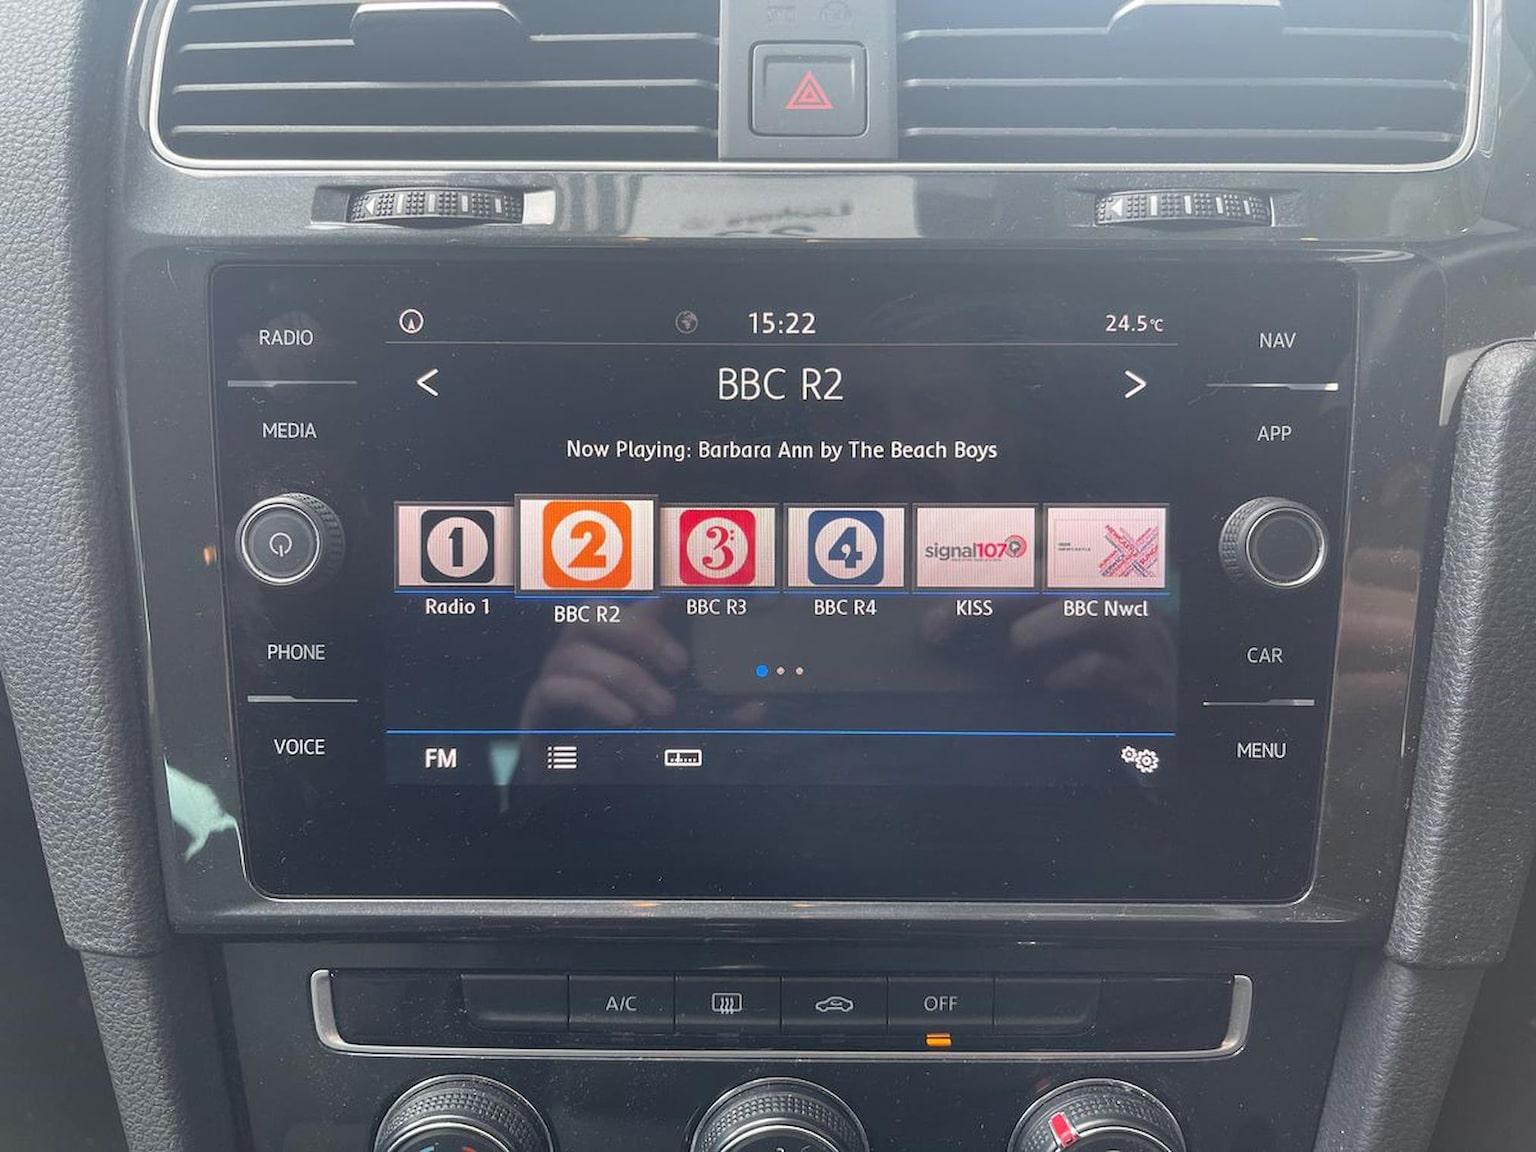 15:22
24.5°C
RADIO
NAV
BBC R2
MEDIA
APP
Now Playing: Barbara Ann by The Beach Boys
1
2
3
4
signal107
Radio 1
BBC R2
BBC R3
BBC R4
KISS
BBC Nwcl
PHONE
CAR
VOICE
FM
MENU
A/C
OFF